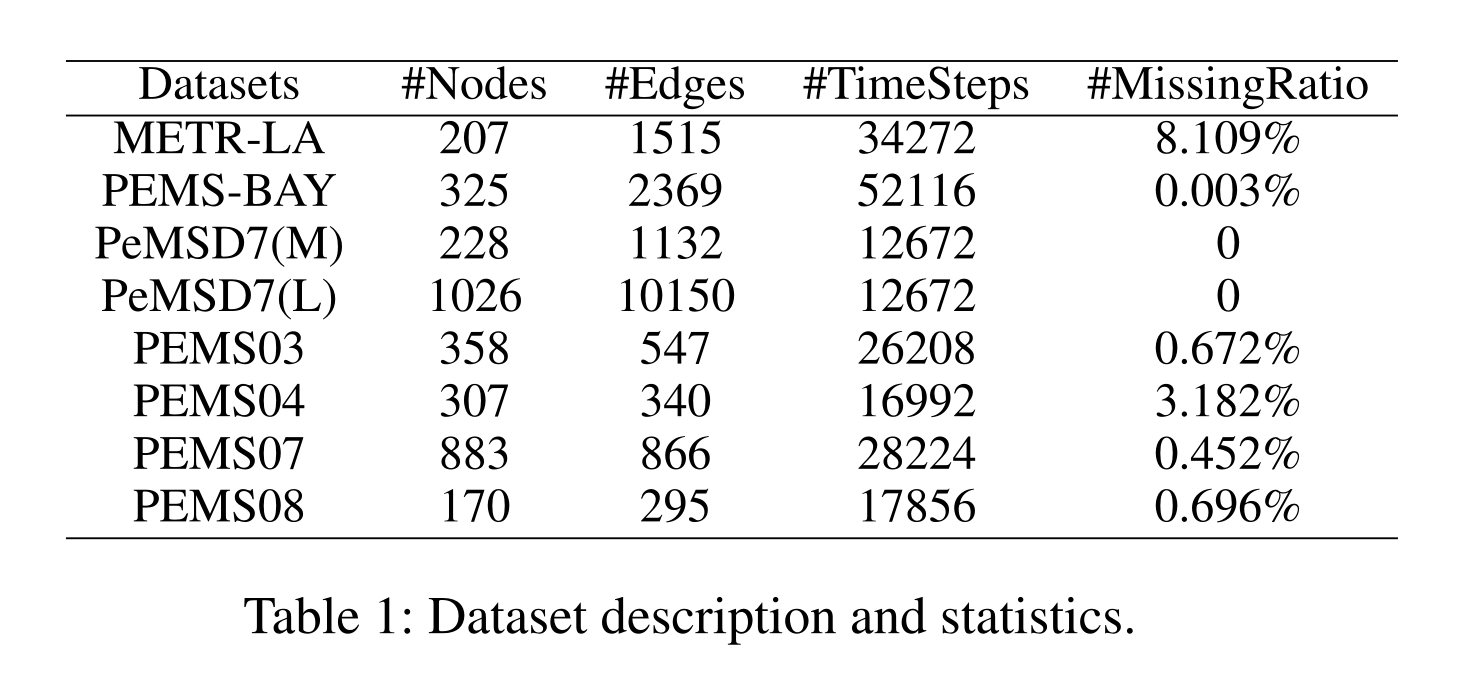 Datasets #Nodes #Edges #TimeSteps #MissingRatio
METR-LA 207 1515 34272 8.109%
PEMS-BAY 325 2369 52116 0.003%
PeMSD7(M) 228 1132 12672 0
PeMSD7(L) 1026 10150 12672 0
PEMS03 358 547 26208 0.672%
PEMS04 307 340 16992 3.182%
PEMS07 883 866 28224 0.452%
PEMS08 170 295 17856 0.696%
Table 1: Dataset description and statistics.